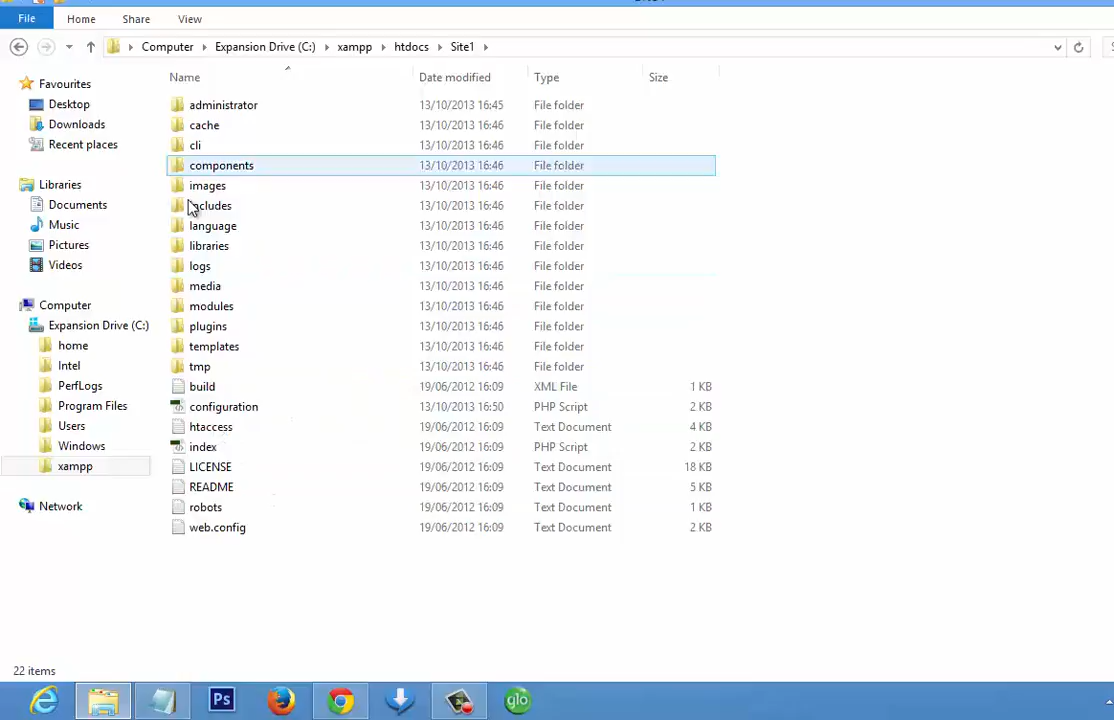 File Home Share View
Computer Expansion Drive (C:) xampp htdocs Site1
Name Date modified Type Size
Favourites
Desktop
Downloads
Recent places
Libraries
Documents
Music
Pictures
Videos
Computer
Expansion Drive (C:)
home
Intel
PerfLogs
Program Files
Users
Windows
xampp
Network
administrator 13/10/2013 16:45 File folder
cache 13/10/2013 16:46 File folder
cli 13/10/2013 16:46 File folder
components 13/10/2013 16:46 File folder
images 13/10/2013 16:46 File folder
includes 13/10/2013 16:46 File folder
language 13/10/2013 16:46 File folder
libraries 13/10/2013 16:46 File folder
logs 13/10/2013 16:46 File folder
media 13/10/2013 16:46 File folder
modules 13/10/2013 16:46 File folder
plugins 13/10/2013 16:46 File folder
templates 13/10/2013 16:46 File folder
tmp 13/10/2013 16:46 File folder
build 19/06/2012 16:09 XML File 1 KB
configuration 13/10/2013 16:50 PHP Script 2 KB
htaccess 19/06/2012 16:09 Text Document 4 KB
index 19/06/2012 16:09 PHP Script 2 KB
LICENSE 19/06/2012 16:09 Text Document 18 KB
README 19/06/2012 16:09 Text Document 5 KB
robots 19/06/2012 16:09 Text Document 1 KB
web.config 19/06/2012 16:09 Text Document 2 KB
22 items
Ps glo